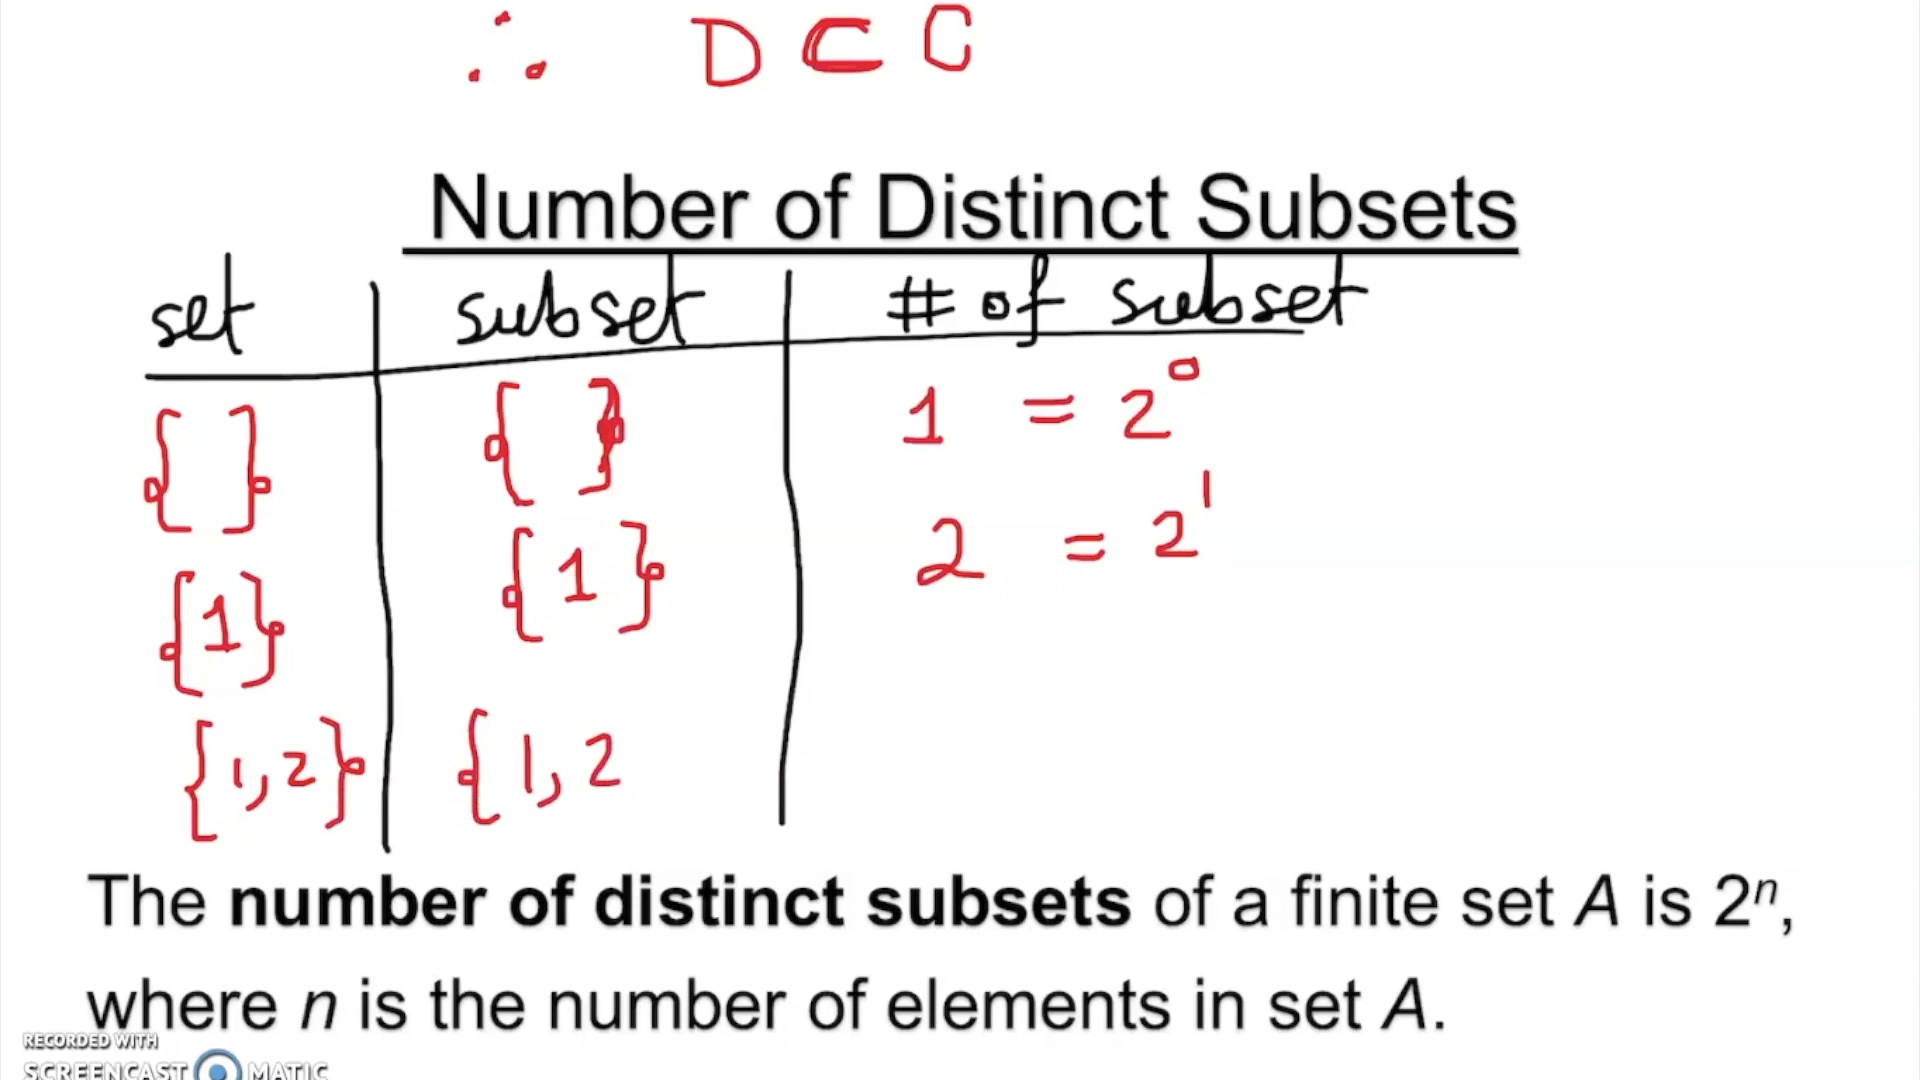 ∴ D ⊂ C
Number of Distinct Subsets
set subset # of subset
{ } { } 1 = 2⁰
{1} {1} 2 = 2¹
{1,2} {1,2
The number of distinct subsets of a finite set A is 2ⁿ,
where n is the number of elements in set A.
RECORDED WITH
SCREENCAST MATIC